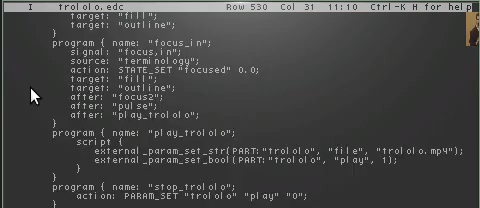 I trololo.edc Row 530 Col 31 11:10 Ctrl-K H for help
target: "fill";
target: "outline";
}
program { name: "focus_in";
signal: "focus,in";
source: "terminology";
action: STATE_SET "focused" 0.0;
target: "fill";
target: "outline";
after: "focus2";
after: "pulse";
after: "play_trololo";
}
program { name: "play_trololo";
script {
external_param_set_str(PART:"trololo", "file", "trololo.mp4");
external_param_set_bool(PART:"trololo", "play", 1);
}
}
program { name: "stop_trololo";
action: PARAM_SET "trololo" "play" "0";
}